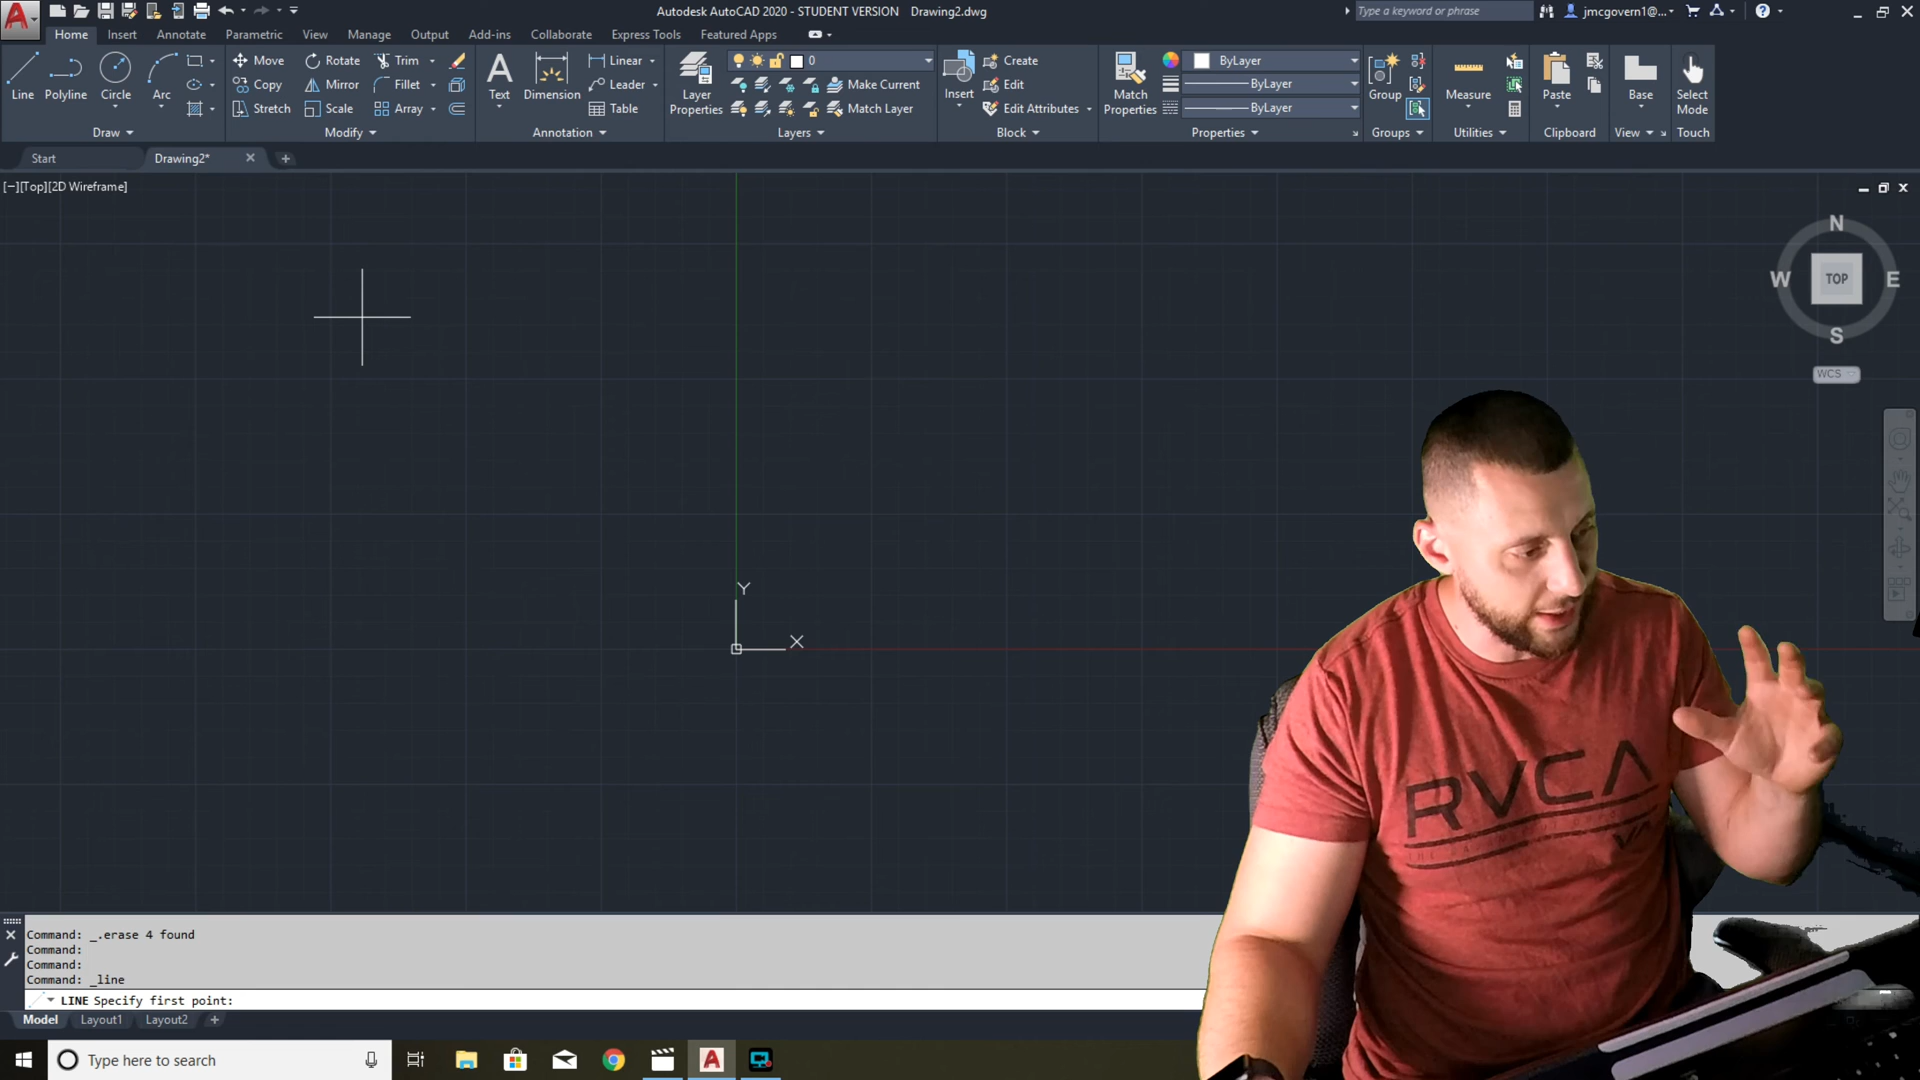 Autodesk AutoCAD 2020 - STUDENT VERSION Drawing2.dwg
Type a keyword or phrase
jmcgovern1@...
Home Insert Annotate Parametric View Manage Output Add-ins Collaborate Express Tools Featured Apps
Line Polyline Circle Arc
Draw
Move Rotate Trim
Copy Mirror Fillet
Stretch Scale Array
Modify
Text Dimension
Linear
Leader
Table
Annotation
Layer Properties
0
Make Current
Match Layer
Layers
Insert
Create
Edit
Edit Attributes
Block
Match Properties
ByLayer
ByLayer
ByLayer
Properties
Group
Groups
Measure
Utilities
Paste
Clipboard
Base
View
Select Mode
Touch
Start Drawing2*
[−][Top][2D Wireframe]
N
W TOP E
S
WCS
Y
X
RVCA
Command: _.erase 4 found
Command:
Command:
Command: _line
LINE Specify first point:
Model Layout1 Layout2
Type here to search